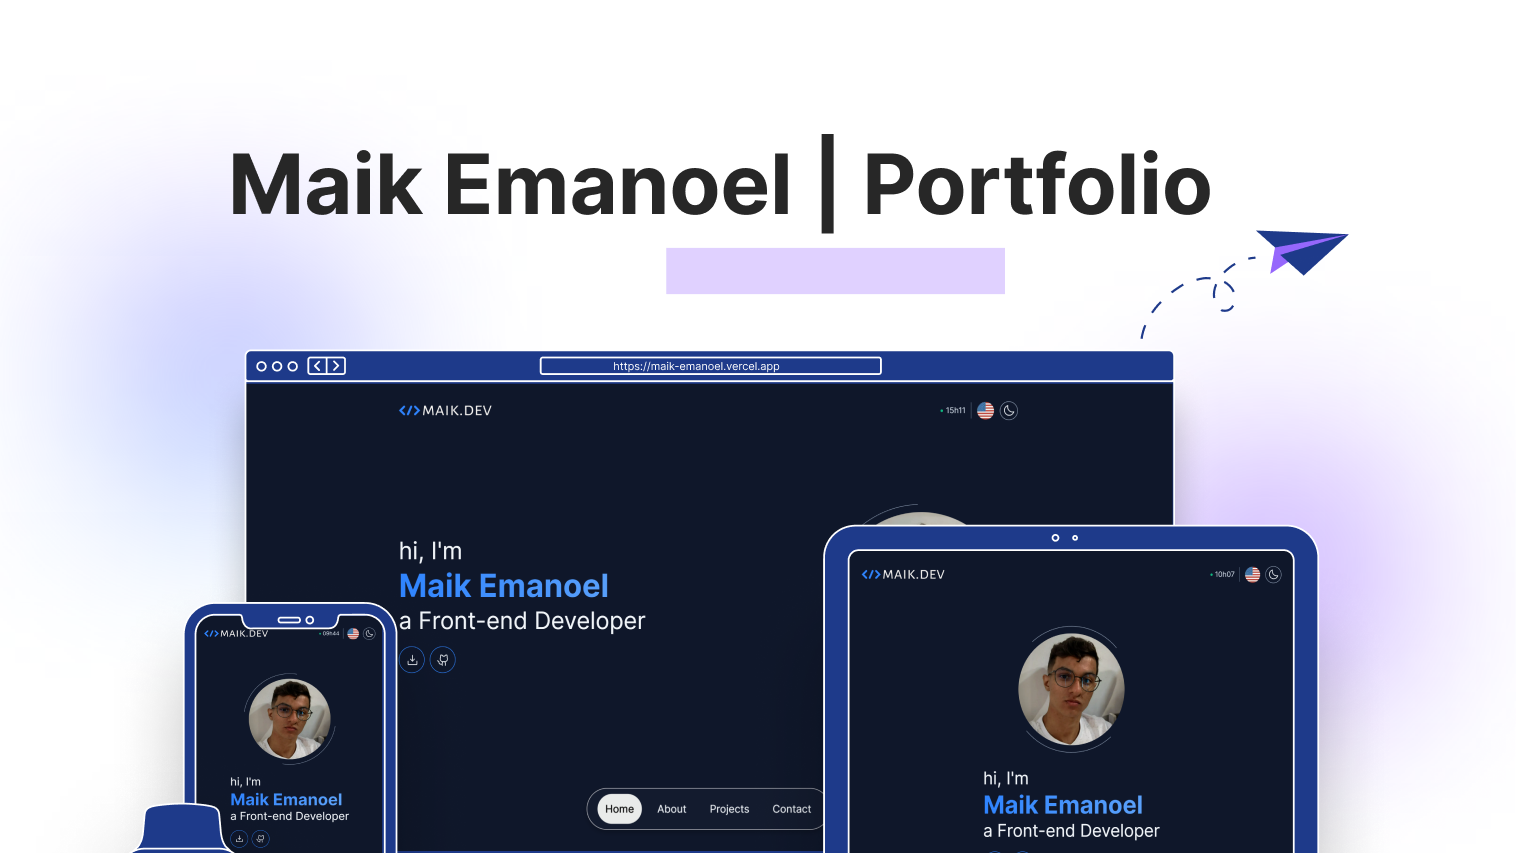 Maik Emanoel | Portfolio
https://maik-emanoel.vercel.app
</>MAIK.DEV
15h11
hi, I'm
Maik Emanoel
a Front-end Developer
Home
About
Projects
Contact
</>MAIK.DEV
10h07
hi, I'm
Maik Emanoel
a Front-end Developer
</>MAIK.DEV
09h44
hi, I'm
Maik Emanoel
a Front-end Developer